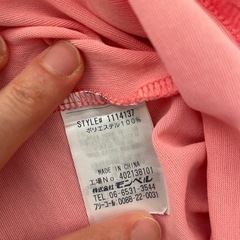 STYLE# 1114137
ポリエステル100%
MADE IN CHINA
工場No.402138101
株式会社モンベル
TEL 06-6531-3544
フリーコール 0088-22-0031